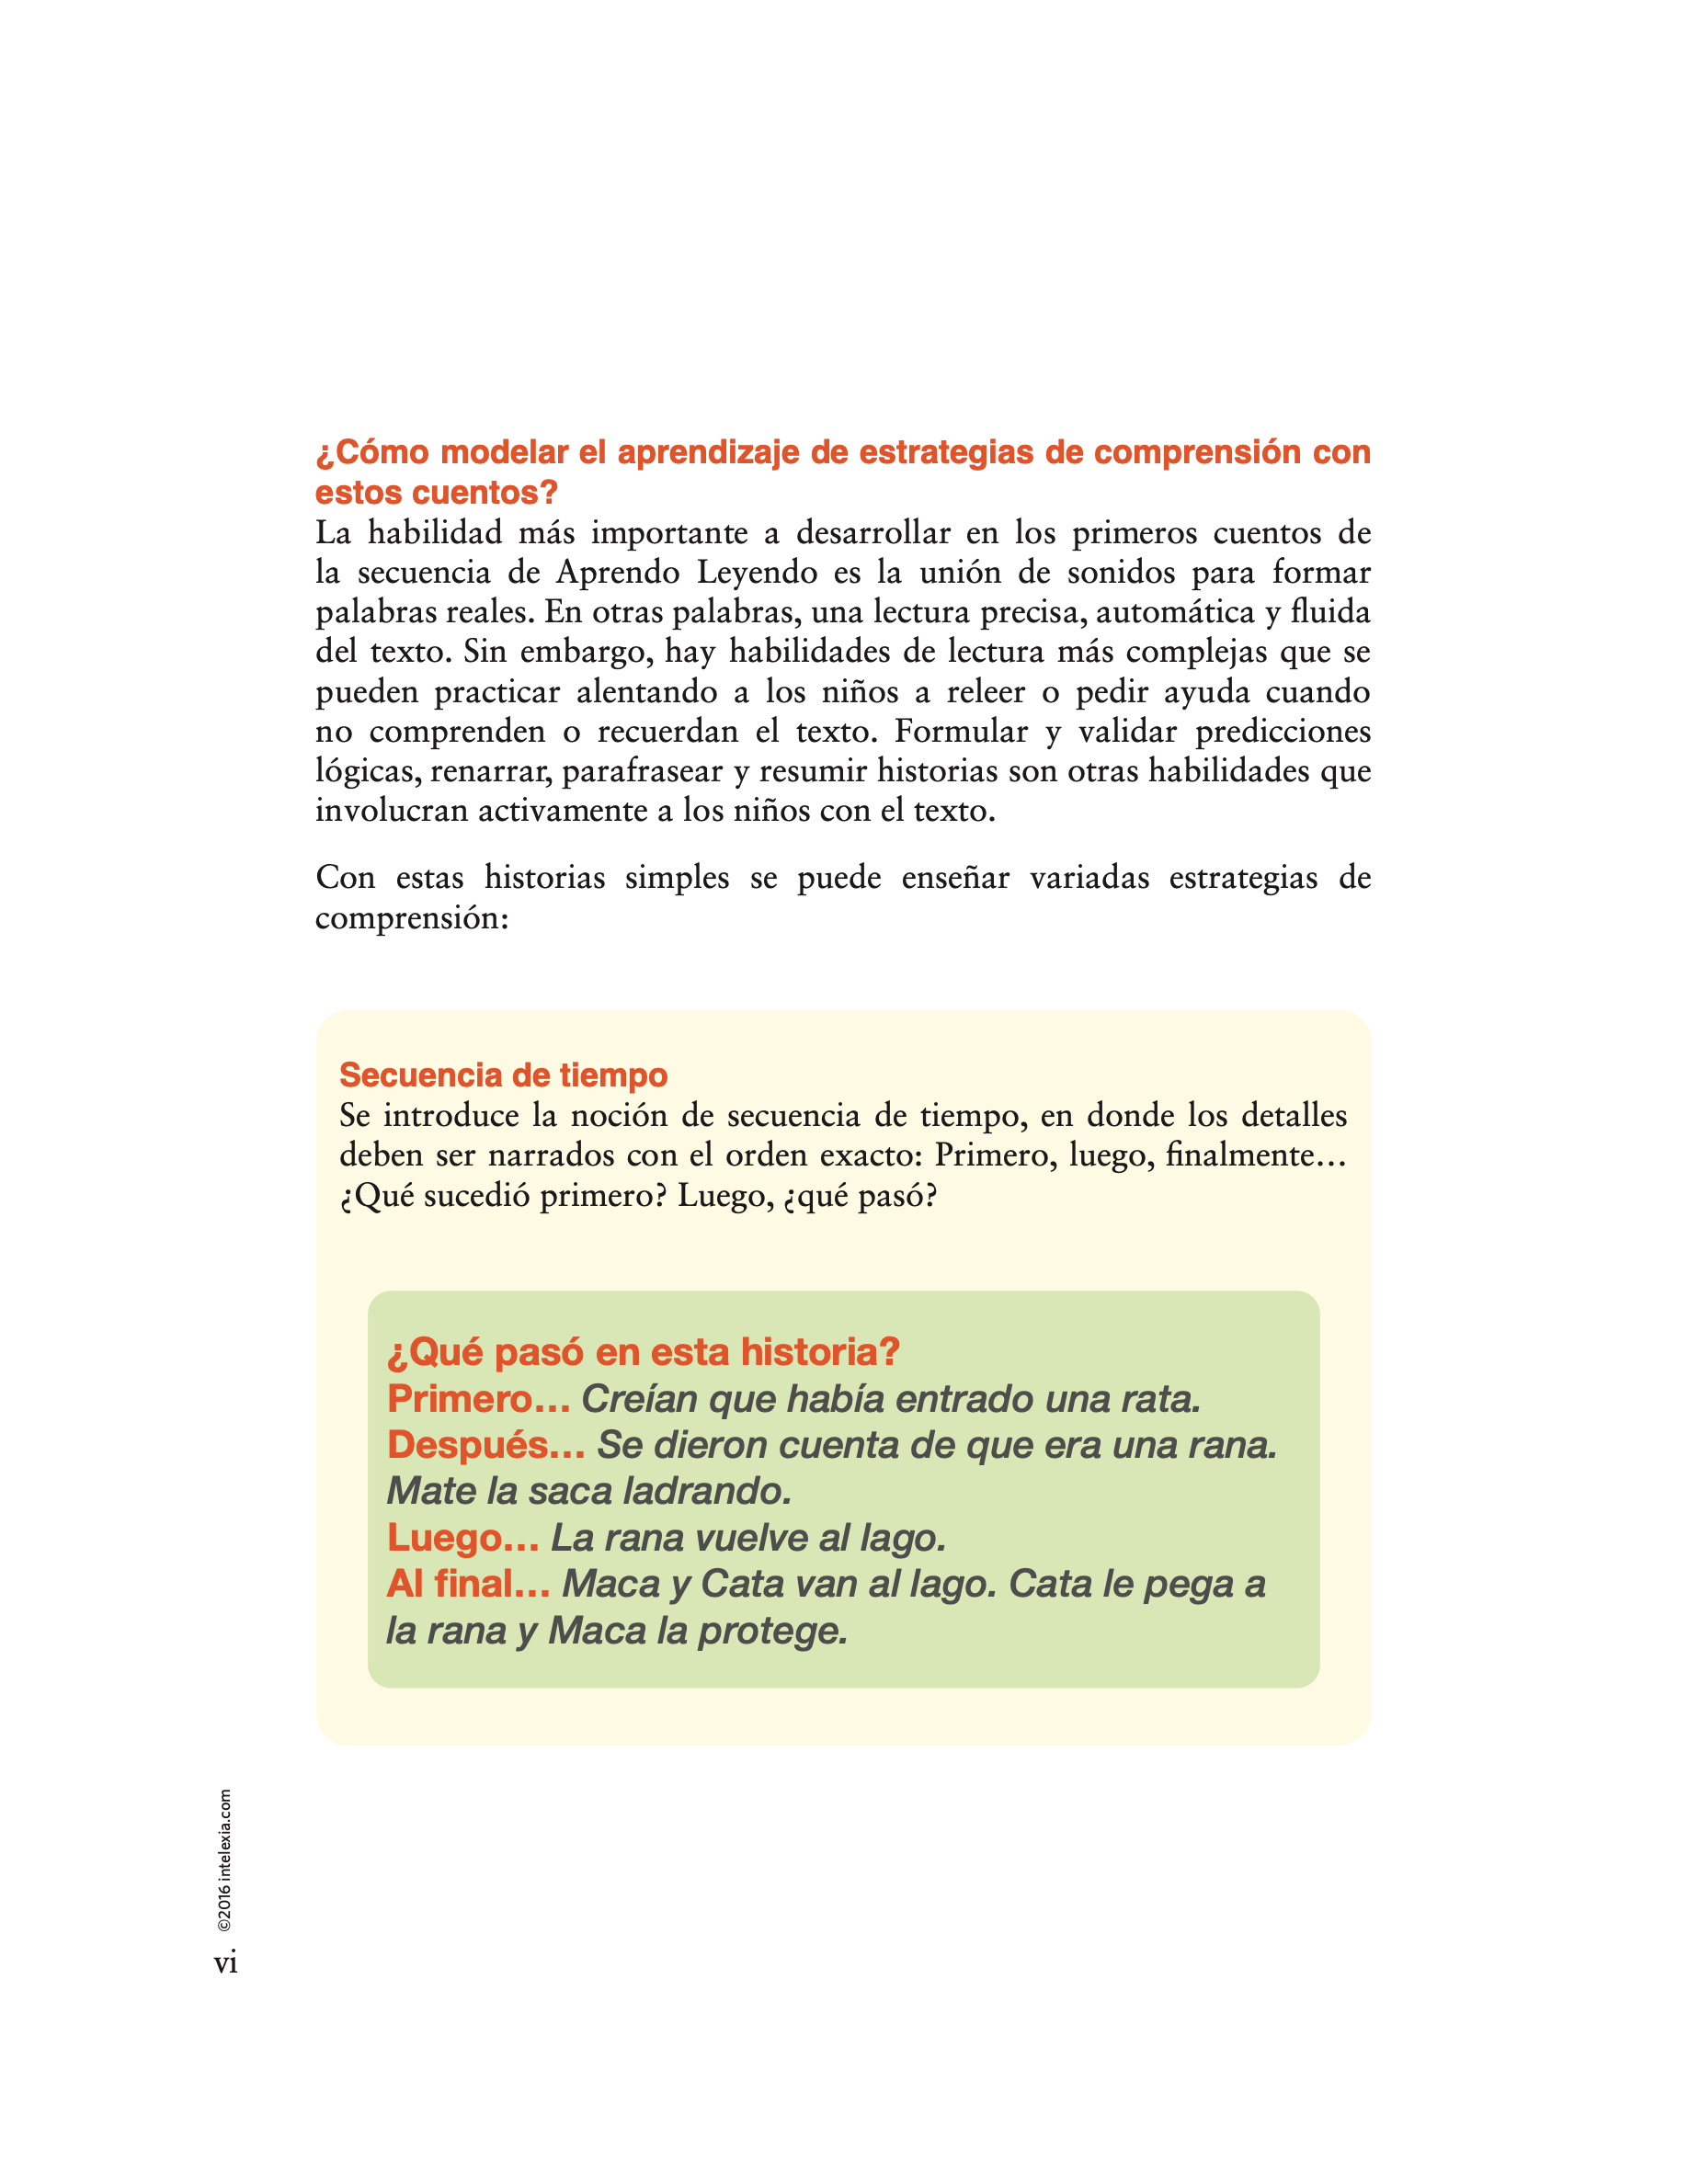 ¿Cómo modelar el aprendizaje de estrategias de comprensión con
estos cuentos?
La habilidad más importante a desarrollar en los primeros cuentos de
la secuencia de Aprendo Leyendo es la unión de sonidos para formar
palabras reales. En otras palabras, una lectura precisa, automática y fluida
del texto. Sin embargo, hay habilidades de lectura más complejas que se
pueden practicar alentando a los niños a releer o pedir ayuda cuando
no comprenden o recuerdan el texto. Formular y validar predicciones
lógicas, renarrar, parafrasear y resumir historias son otras habilidades que
involucran activamente a los niños con el texto.
Con estas historias simples se puede enseñar variadas estrategias de
comprensión:
Secuencia de tiempo
Se introduce la noción de secuencia de tiempo, en donde los detalles
deben ser narrados con el orden exacto: Primero, luego, finalmente…
¿Qué sucedió primero? Luego, ¿qué pasó?
¿Qué pasó en esta historia?
Primero… Creían que había entrado una rata.
Después… Se dieron cuenta de que era una rana.
Mate la saca ladrando.
Luego… La rana vuelve al lago.
Al final… Maca y Cata van al lago. Cata le pega a
la rana y Maca la protege.
©2016 intelexia.com
vi